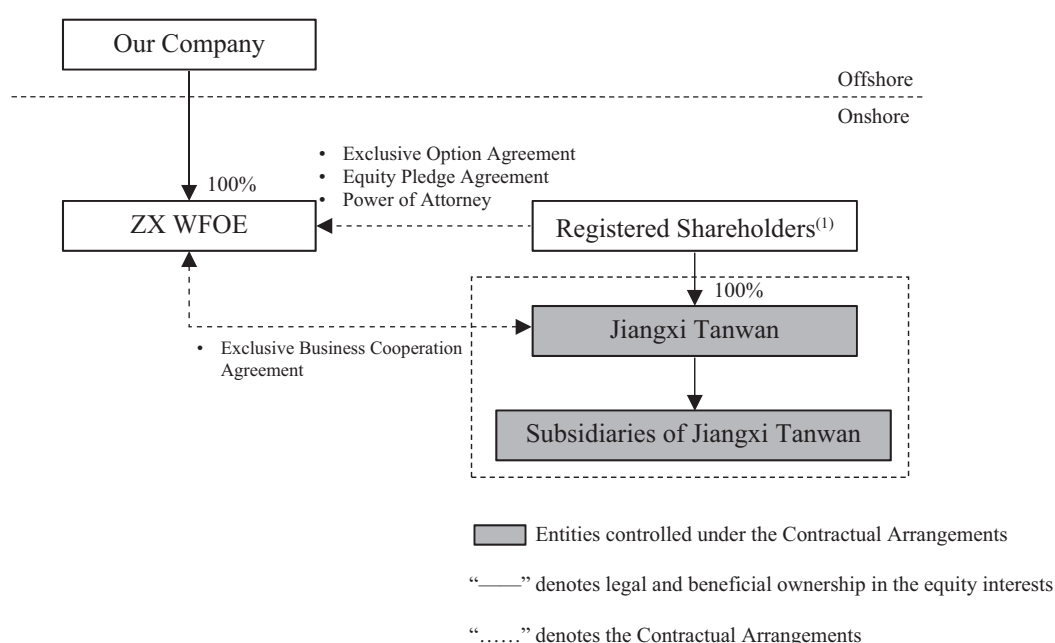 Our Company
Offshore
Onshore
• Exclusive Option Agreement
• Equity Pledge Agreement
• Power of Attorney
100%
ZX WFOE
Registered Shareholders(1)
100%
Jiangxi Tanwan
• Exclusive Business Cooperation
Agreement
Subsidiaries of Jiangxi Tanwan
Entities controlled under the Contractual Arrangements
“——” denotes legal and beneficial ownership in the equity interests
“……” denotes the Contractual Arrangements